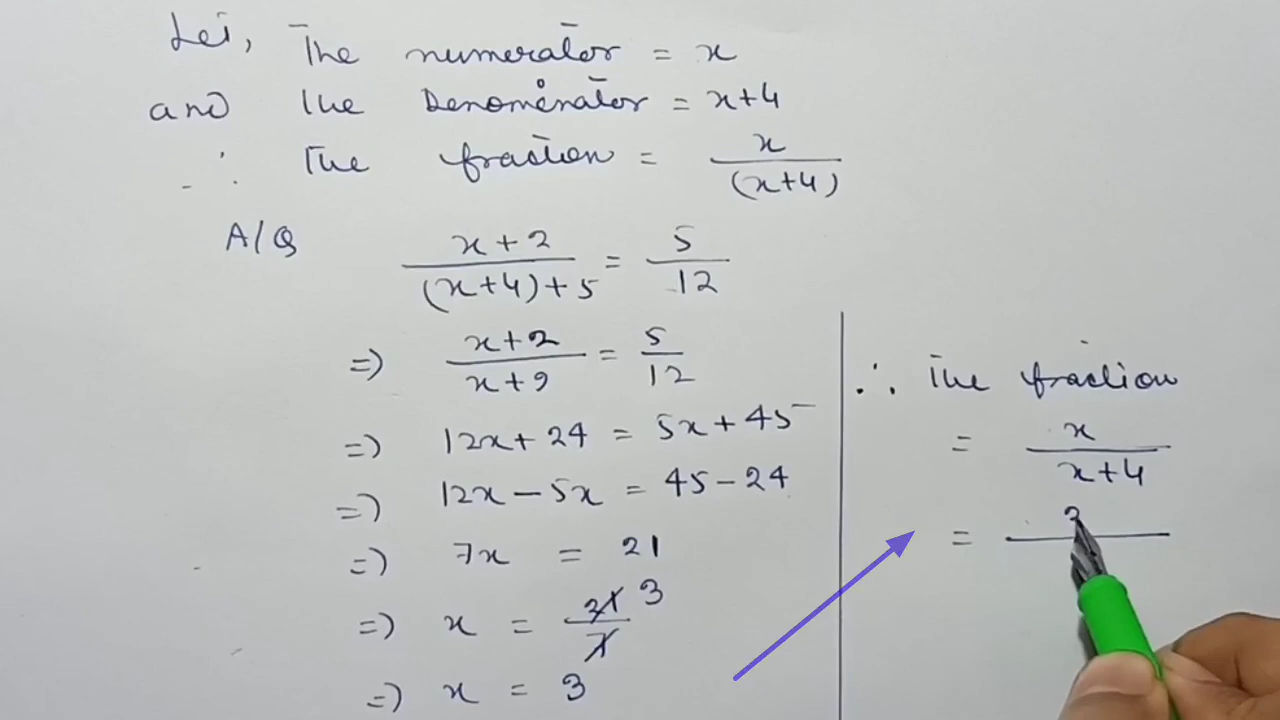 Let, The numerator = x
and the Denominator = x+4
∴ The fraction = x/(x+4)
A/Q (x+2)/((x+4)+5) = 5/12
=) (x+2)/(x+9) = 5/12
=) 12x+24 = 5x+45
=) 12x-5x = 45-24
=) 7x = 21
=) x = 21/7 3
=) x = 3
∴ The fraction
= x/(x+4)
= 3